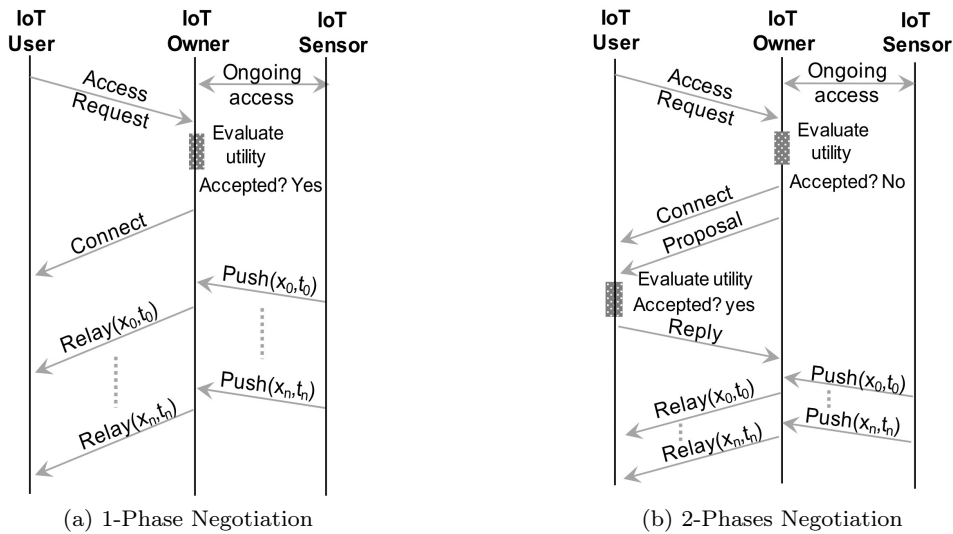 IoT
User
IoT
Owner
IoT
Sensor
Access
Request
Ongoing
access
Evaluate
utility
Accepted? Yes
Connect
Push(x0,t0)
Relay(x0,t0)
Push(xn,tn)
Relay(xn,tn)
(a) 1-Phase Negotiation
IoT
User
IoT
Owner
IoT
Sensor
Access
Request
Ongoing
access
Evaluate
utility
Accepted? No
Connect
Proposal
Evaluate utility
Accepted? yes
Reply
Push(x0,t0)
Relay(x0,t0)
Push(xn,tn)
Relay(xn,tn)
(b) 2-Phases Negotiation